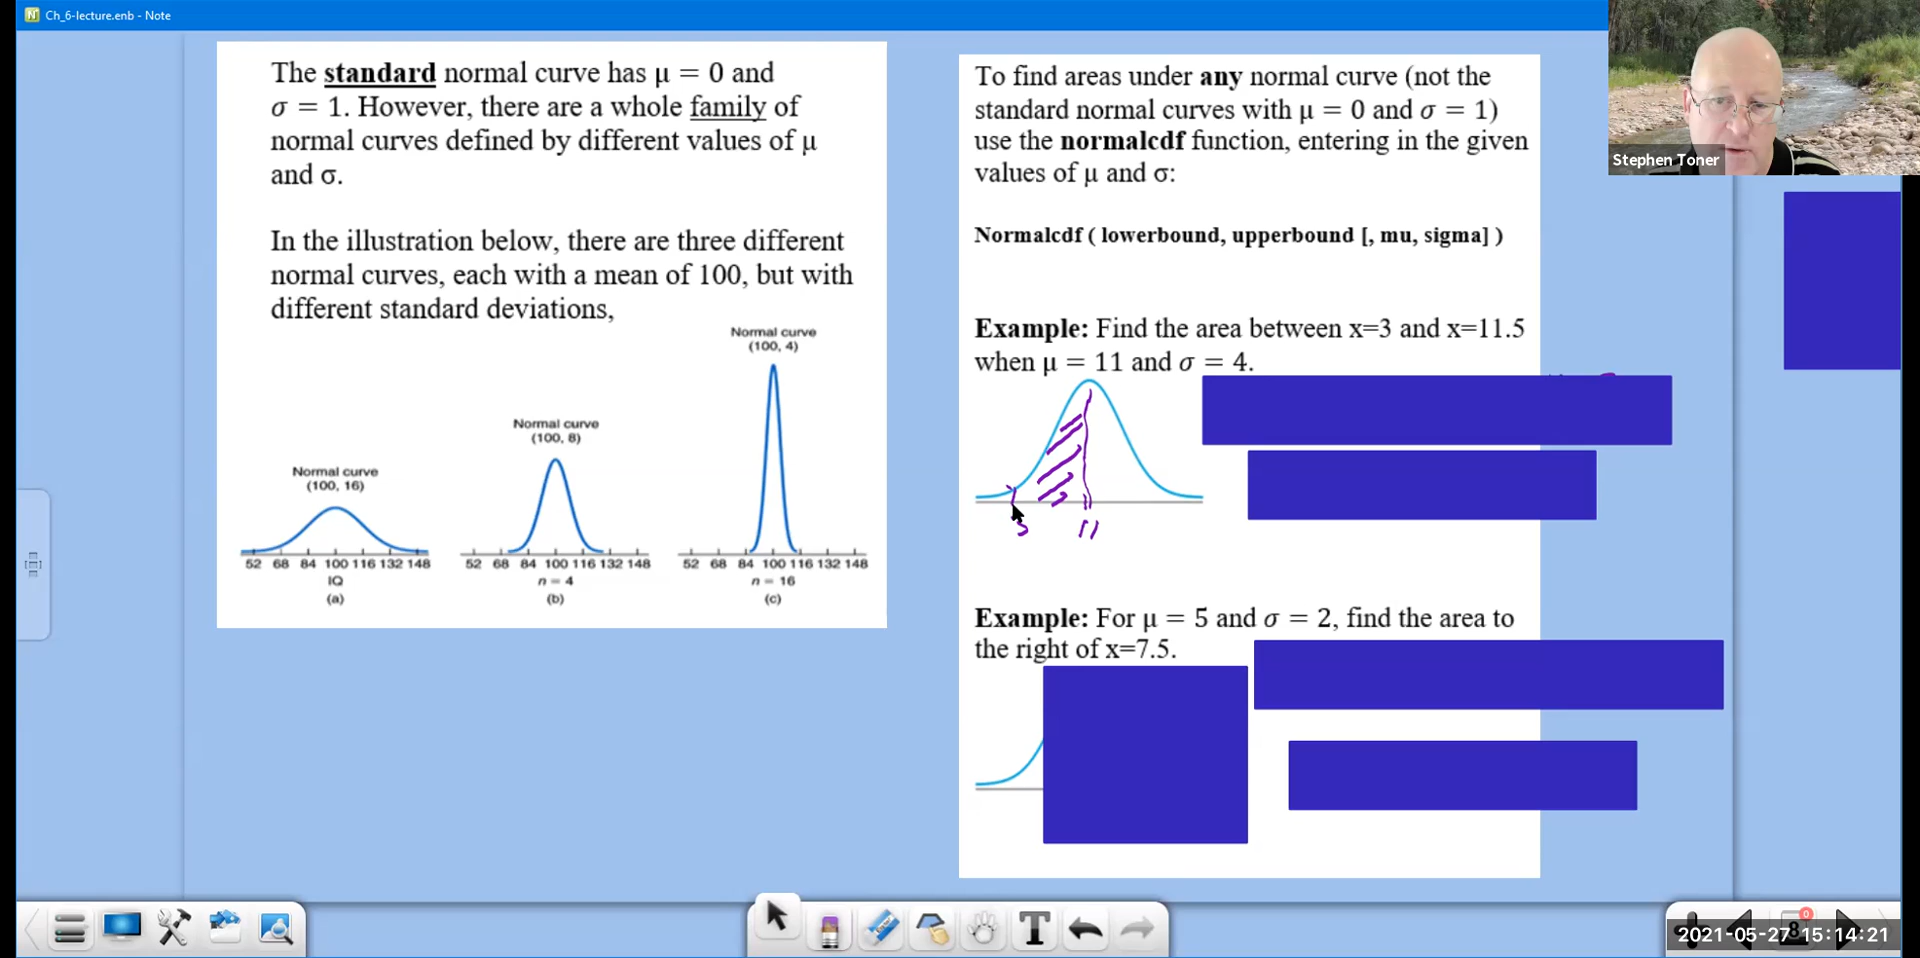 Ch_6-lecture.enb - Note
The standard normal curve has μ = 0 and
σ = 1. However, there are a whole family of
normal curves defined by different values of μ
and σ.
In the illustration below, there are three different
normal curves, each with a mean of 100, but with
different standard deviations,
Normal curve
(100, 16)
52 68 84 100 116 132 148
IQ
(a)
Normal curve
(100, 8)
52 68 84 100 116 132 148
n = 4
(b)
Normal curve
(100, 4)
52 68 84 100 116 132 148
n = 16
(c)
To find areas under any normal curve (not the
standard normal curves with μ = 0 and σ = 1)
use the normalcdf function, entering in the given
values of μ and σ:
Normalcdf ( lowerbound, upperbound [, mu, sigma] )
Example: Find the area between x=3 and x=11.5
when μ = 11 and σ = 4.
3 11
Example: For μ = 5 and σ = 2, find the area to
the right of x=7.5.
Stephen Toner
T
0
8
2021-05-27 15:14:21